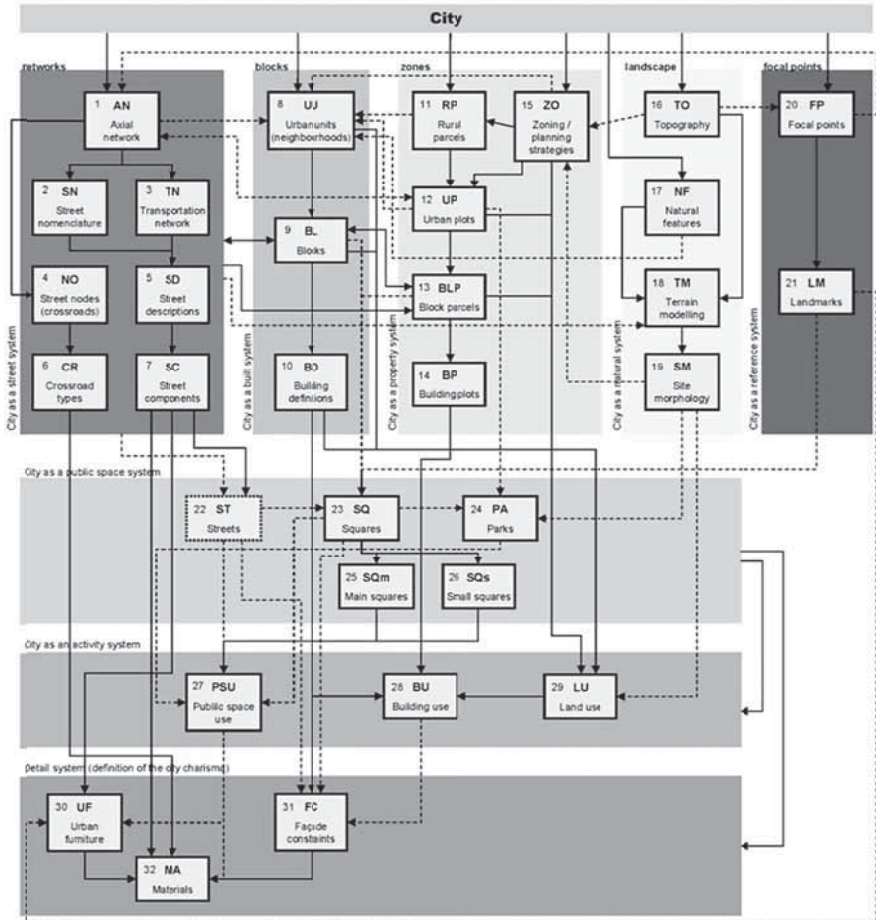 City
networks
blocks
zones
landscape
focal points
1 AN
Axial
network
8 UJ
Urbanunits
(neighbourhoods)
11 RP
Rural
parcels
15 ZO
Zoning /
planning
strategies
16 TO
Topography
20 FP
Focal points
2 SN
Street
nomenclature
3 TN
Transportation
network
12 UP
Urban plots
17 NF
Natural
features
9 BL
Blocks
4 NO
Street nodes
(crossroads)
5 SD
Street
descriptions
13 BLP
Block parcels
18 TM
Terrain
modelling
21 LM
Landmarks
6 CR
Crossroad
types
7 SC
Street
components
10 BD
Building
definitions
14 BP
Buildingplots
19 SM
Site
morphology
City as a street system
City as a built system
City as a property system
City as a natural system
City as a reference system
City as a public space system
22 ST
Streets
23 SQ
Squares
24 PA
Parks
25 SQm
Main squares
26 SQs
Small squares
City as an activity system
27 PSU
Public space
use
28 BU
Building use
29 LU
Land use
Detail system (definition of the city charisma)
30 UF
Urban
furniture
31 FC
Façide
constaints
32 MA
Materials